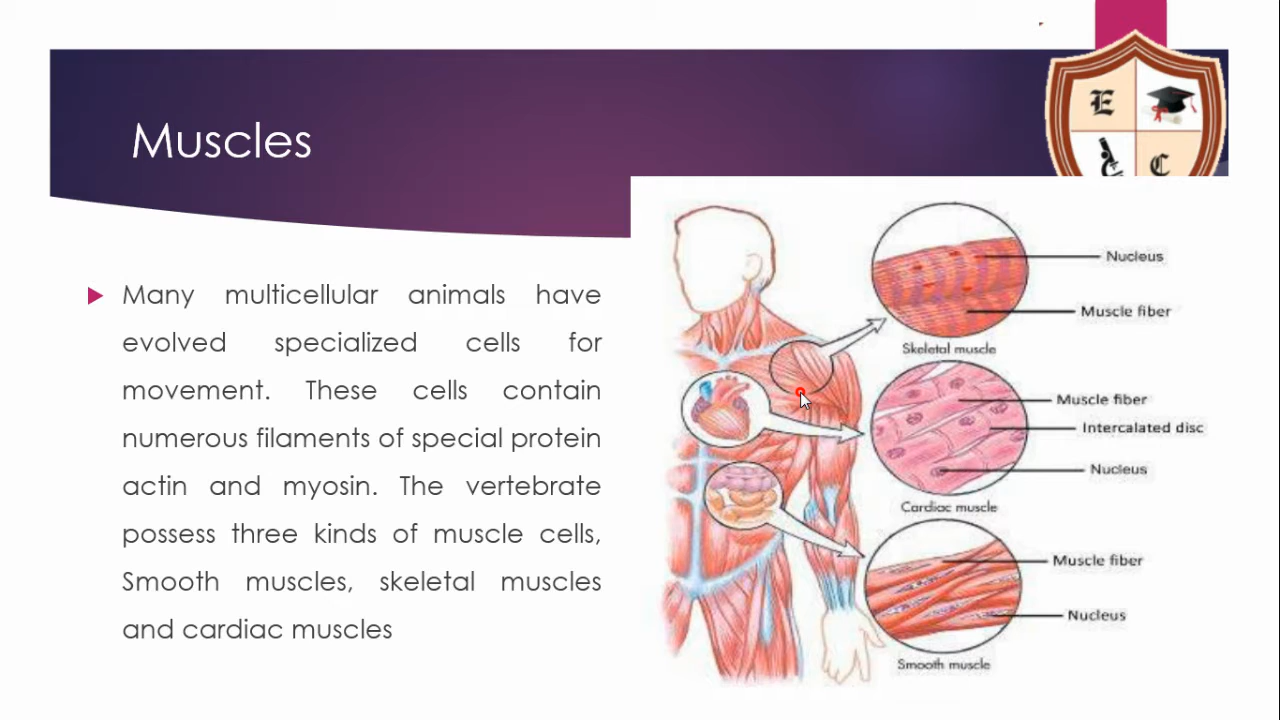 Muscles
E
C
Many multicellular animals have
evolved specialized cells for
movement. These cells contain
numerous filaments of special protein
actin and myosin. The vertebrate
possess three kinds of muscle cells,
Smooth muscles, skeletal muscles
and cardiac muscles
Nucleus
Muscle fiber
Skeletal muscle
Muscle fiber
Intercalated disc
Nucleus
Cardiac muscle
Muscle fiber
Nucleus
Smooth muscle